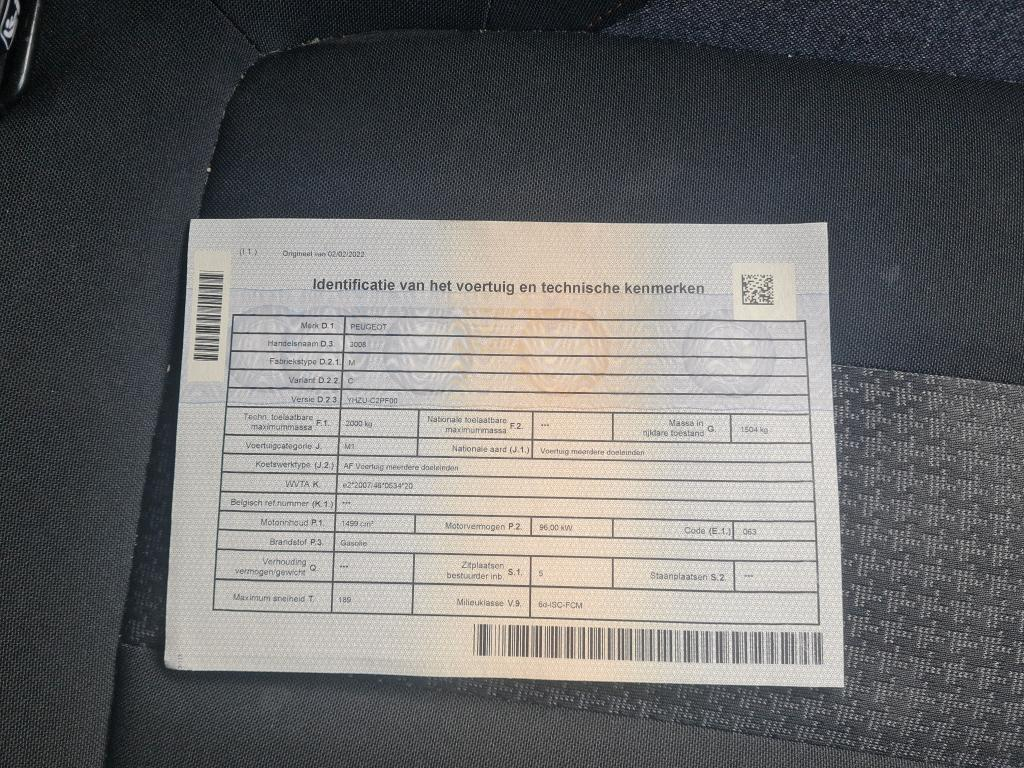 (I.1.) Origineel van 02/02/2022
Identificatie van het voertuig en technische kenmerken
Merk D.1. PEUGEOT
Handelsnaam D.3. 3008
Fabriekstype D.2.1. M
Variant D.2.2. C
Versie D.2.3. YHZU-C2PF00
Techn. toelaatbare maximummassa F.1. 2000 kg Nationale toelaatbare maximummassa F.2. --- Massa in rijklare toestand G. 1504 kg
Voertuigcategorie J. M1 Nationale aard (J.1.) Voertuig meerdere doeleinden
Koetswerktype (J.2.) AF Voertuig meerdere doeleinden
WVTA K. e2*2007/46*0534*20
Belgisch ref.nummer (K.1.) ---
Motorinhoud P.1. 1499 cm³ Motorvermogen P.2. 96,00 kW Code (E.1.) 063
Brandstof P.3. Gasolie
Verhouding vermogen/gewicht Q. --- Zitplaatsen bestuurder inb. S.1. 5 Staanplaatsen S.2. ---
Maximum snelheid T. 189 Milieuklasse V.9. 6d-ISC-FCM